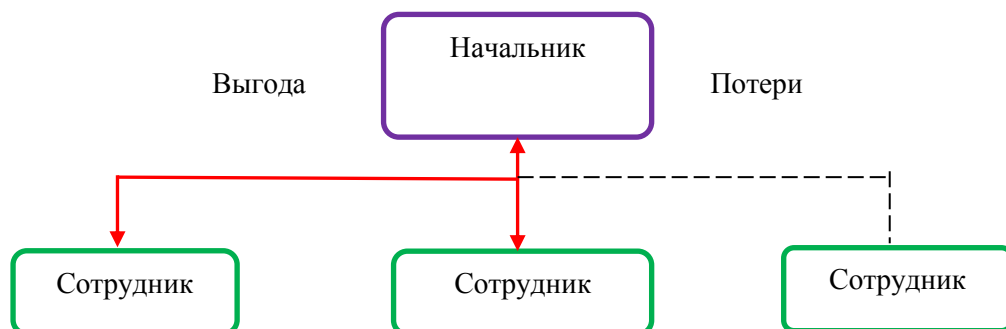 Начальник
Выгода
Потери
Сотрудник
Сотрудник
Сотрудник